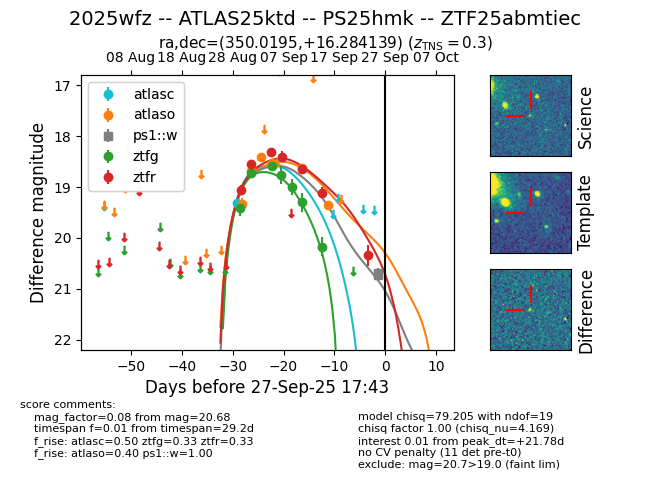 2025wfz -- ATLAS25ktd -- PS25hmk -- ZTF25abmtiec
ra,dec=(350.0195,+16.284139) (z_TNS = 0.3)
08 Aug 18 Aug 28 Aug 07 Sep 17 Sep 27 Sep 07 Oct
17
18
19
20
21
22
Difference magnitude
atlasc
atlaso
ps1::w
ztfg
ztfr
−50 −40 −30 −20 −10 0 10
Days before 27-Sep-25 17:43
Science
Template
Difference
score comments:
mag_factor=0.08 from mag=20.68
timespan f=0.01 from timespan=29.2d
f_rise: atlasc=0.50 ztfg=0.33 ztfr=0.33
f_rise: atlaso=0.40 ps1::w=1.00
model chisq=79.205 with ndof=19
chisq factor 1.00 (chisq_nu=4.169)
interest 0.01 from peak_dt=+21.78d
no CV penalty (11 det pre-t0)
exclude: mag=20.7>19.0 (faint lim)